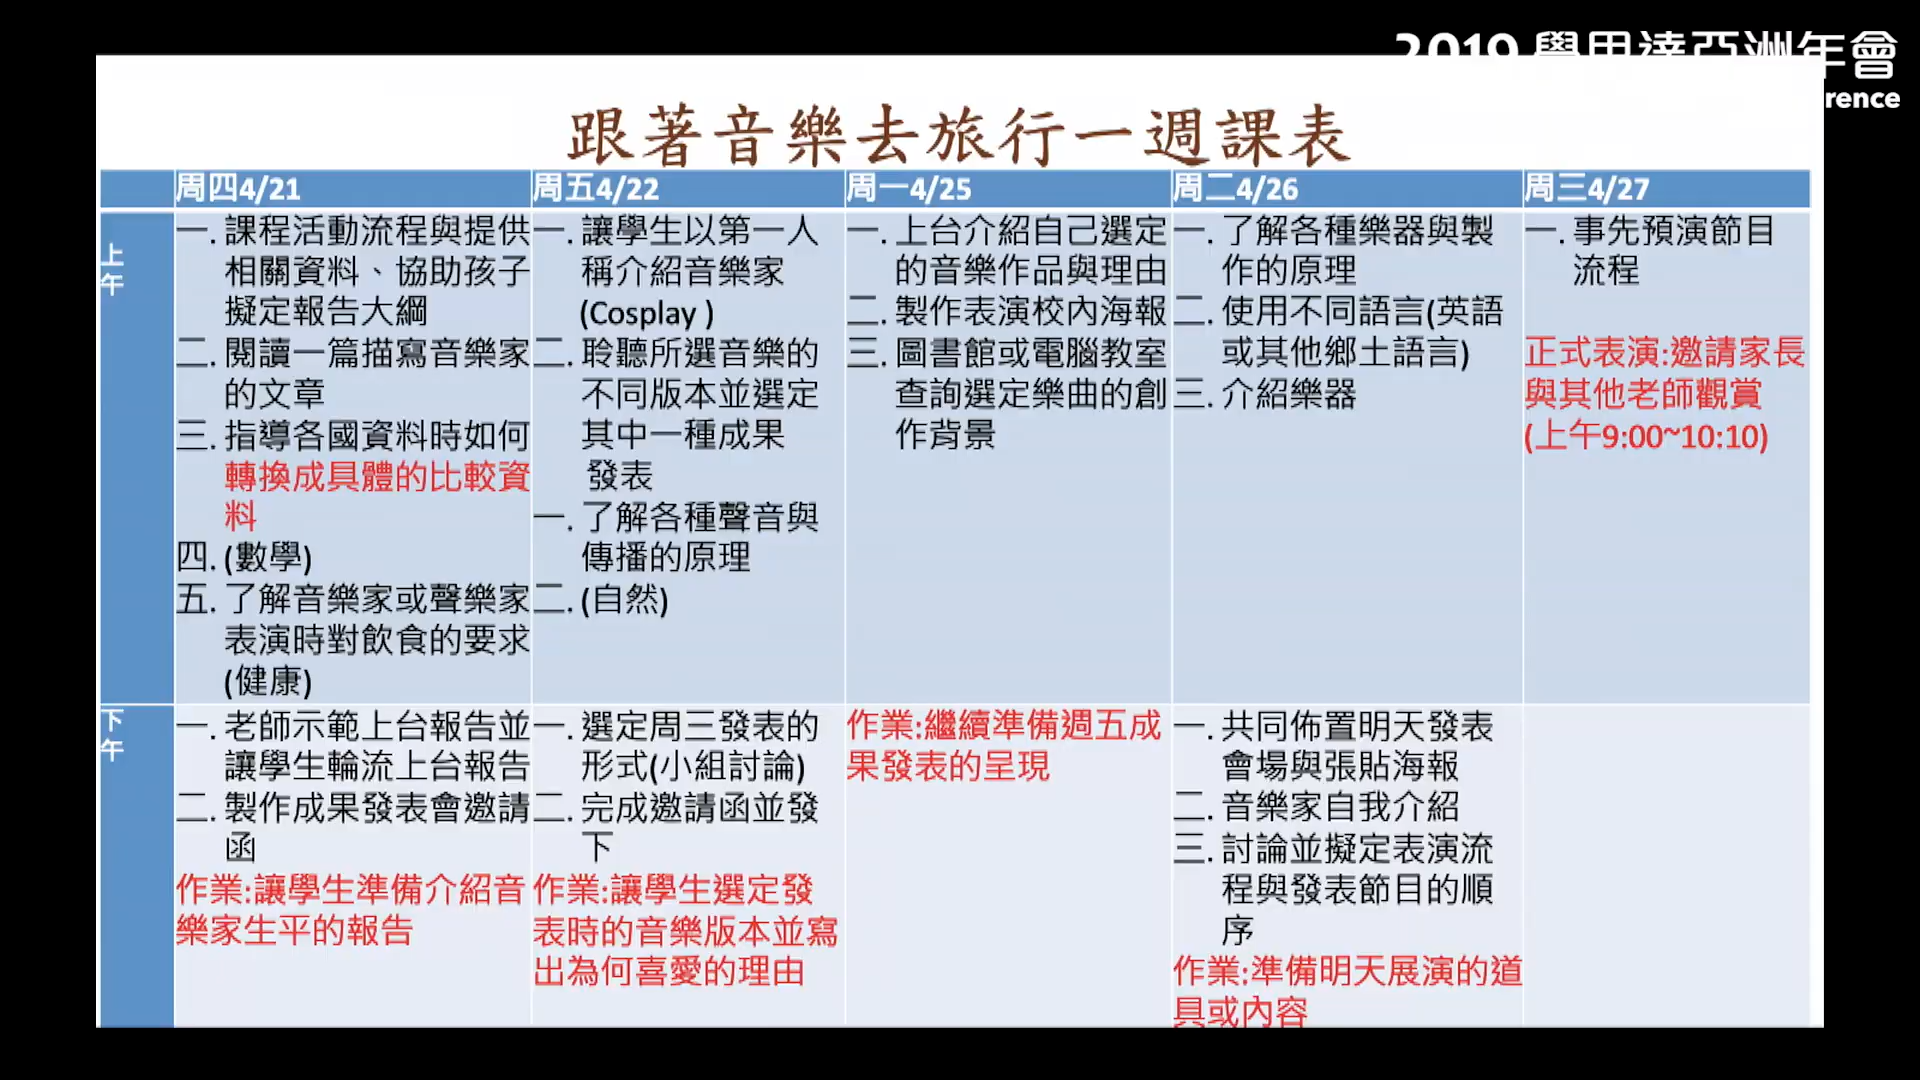 2019 學思達亞洲年會
rence
跟著音樂去旅行一週課表
周四4/21
周五4/22
周一4/25
周二4/26
周三4/27
上
午
一. 課程活動流程與提供
相關資料、協助孩子
擬定報告大綱
二. 閱讀一篇描寫音樂家
的文章
三. 指導各國資料時如何
轉換成具體的比較資
料
四. (數學)
五. 了解音樂家或聲樂家
表演時對飲食的要求
(健康)
一. 讓學生以第一人
稱介紹音樂家
(Cosplay )
二. 聆聽所選音樂的
不同版本並選定
其中一種成果
發表
一. 了解各種聲音與
傳播的原理
二. (自然)
一. 上台介紹自己選定
的音樂作品與理由
二. 製作表演校內海報
三. 圖書館或電腦教室
查詢選定樂曲的創
作背景
一. 了解各種樂器與製
作的原理
二. 使用不同語言(英語
或其他鄉土語言)
三. 介紹樂器
一. 事先預演節目
流程
正式表演:邀請家長
與其他老師觀賞
(上午9:00~10:10)
下
午
一. 老師示範上台報告並
讓學生輪流上台報告
二. 製作成果發表會邀請
函
作業:讓學生準備介紹音
樂家生平的報告
一. 選定周三發表的
形式(小組討論)
二. 完成邀請函並發
下
作業:讓學生選定發
表時的音樂版本並寫
出為何喜愛的理由
作業:繼續準備週五成
果發表的呈現
一. 共同佈置明天發表
會場與張貼海報
二. 音樂家自我介紹
三. 討論並擬定表演流
程與發表節目的順
序
作業:準備明天展演的道
具或內容